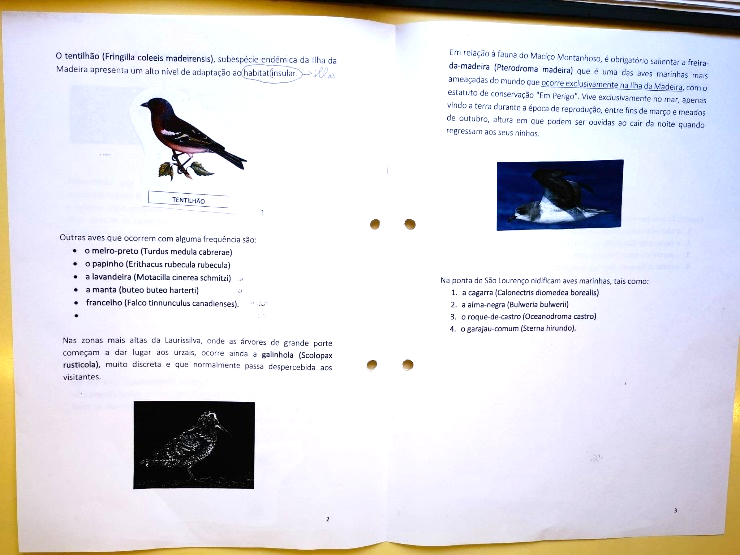 O tentilhão (Fringilla coleeis madeirensis), subespécie endémica da Ilha da
Madeira apresenta um alto nível de adaptação ao habitat insular.
TENTILHÃO
Outras aves que ocorrem com alguma frequência são:
• o melro-preto (Turdus medula cabrerae)
• o papinho (Erithacus rubecula rubecula)
• a lavandeira (Motacilla cinerea schmitzi)
• a manta (buteo buteo harterti)
• francelho (Falco tinnunculus canadienses).
•
Nas zonas mais altas da Laurissilva, onde as árvores de grande porte
começam a dar lugar aos urzais, ocorre ainda a galinhola (Scolopax
rusticola), muito discreta e que normalmente passa despercebida aos
visitantes.
2
Em relação à fauna do Maciço Montanhoso, é obrigatório salientar a freira-
da-madeira (Pterodroma madeira) que é uma das aves marinhas mais
ameaçadas do mundo que ocorre exclusivamente na Ilha da Madeira, com o
estatuto de conservação "Em Perigo". Vive exclusivamente no mar, apenas
vindo a terra durante a época de reprodução, entre fins de março e meados
de outubro, altura em que podem ser ouvidas ao cair da noite quando
regressam aos seus ninhos.
Na ponta de São Lourenço nidificam aves marinhas, tais como:
1. a cagarra (Calonectris diomedea borealis)
2. a alma-negra (Bulweria bulwerii)
3. o roque-de-castro (Oceanodroma castro)
4. o garajau-comum (Sterna hirundo).
3